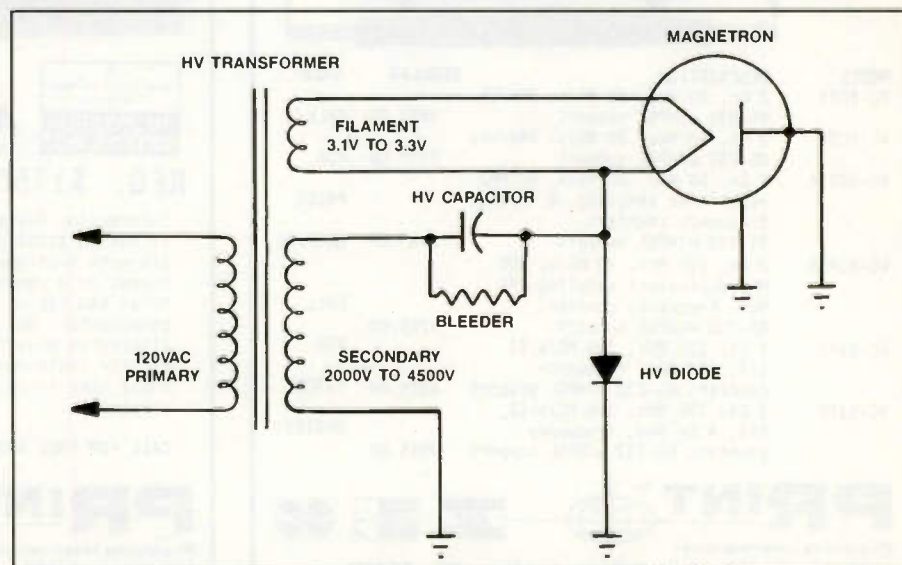 MAGNETRON
HV TRANSFORMER
FILAMENT
3.1V TO 3.3V
HV CAPACITOR
BLEEDER
120VAC
PRIMARY
SECONDARY
2000V TO 4500V
HV DIODE